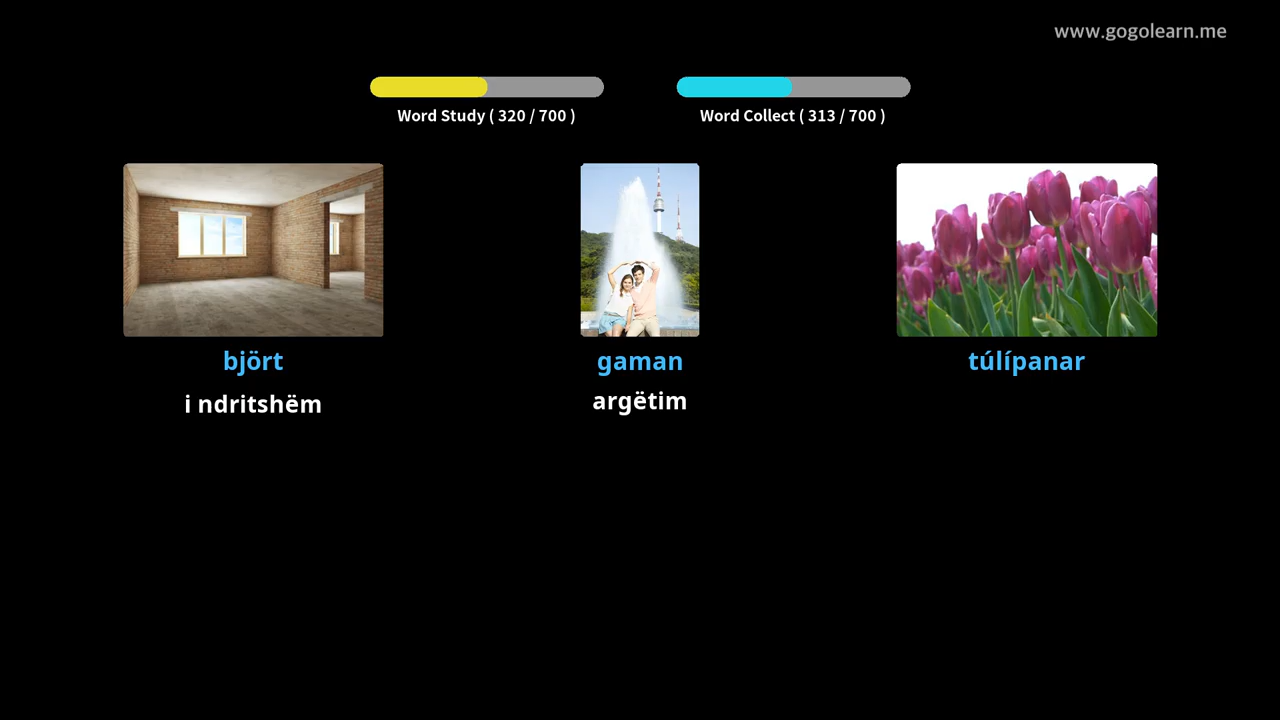 www.gogolearn.me
Word Study ( 320 / 700 )
Word Collect ( 313 / 700 )
björt
gaman
túlípanar
i ndritshëm
argëtim